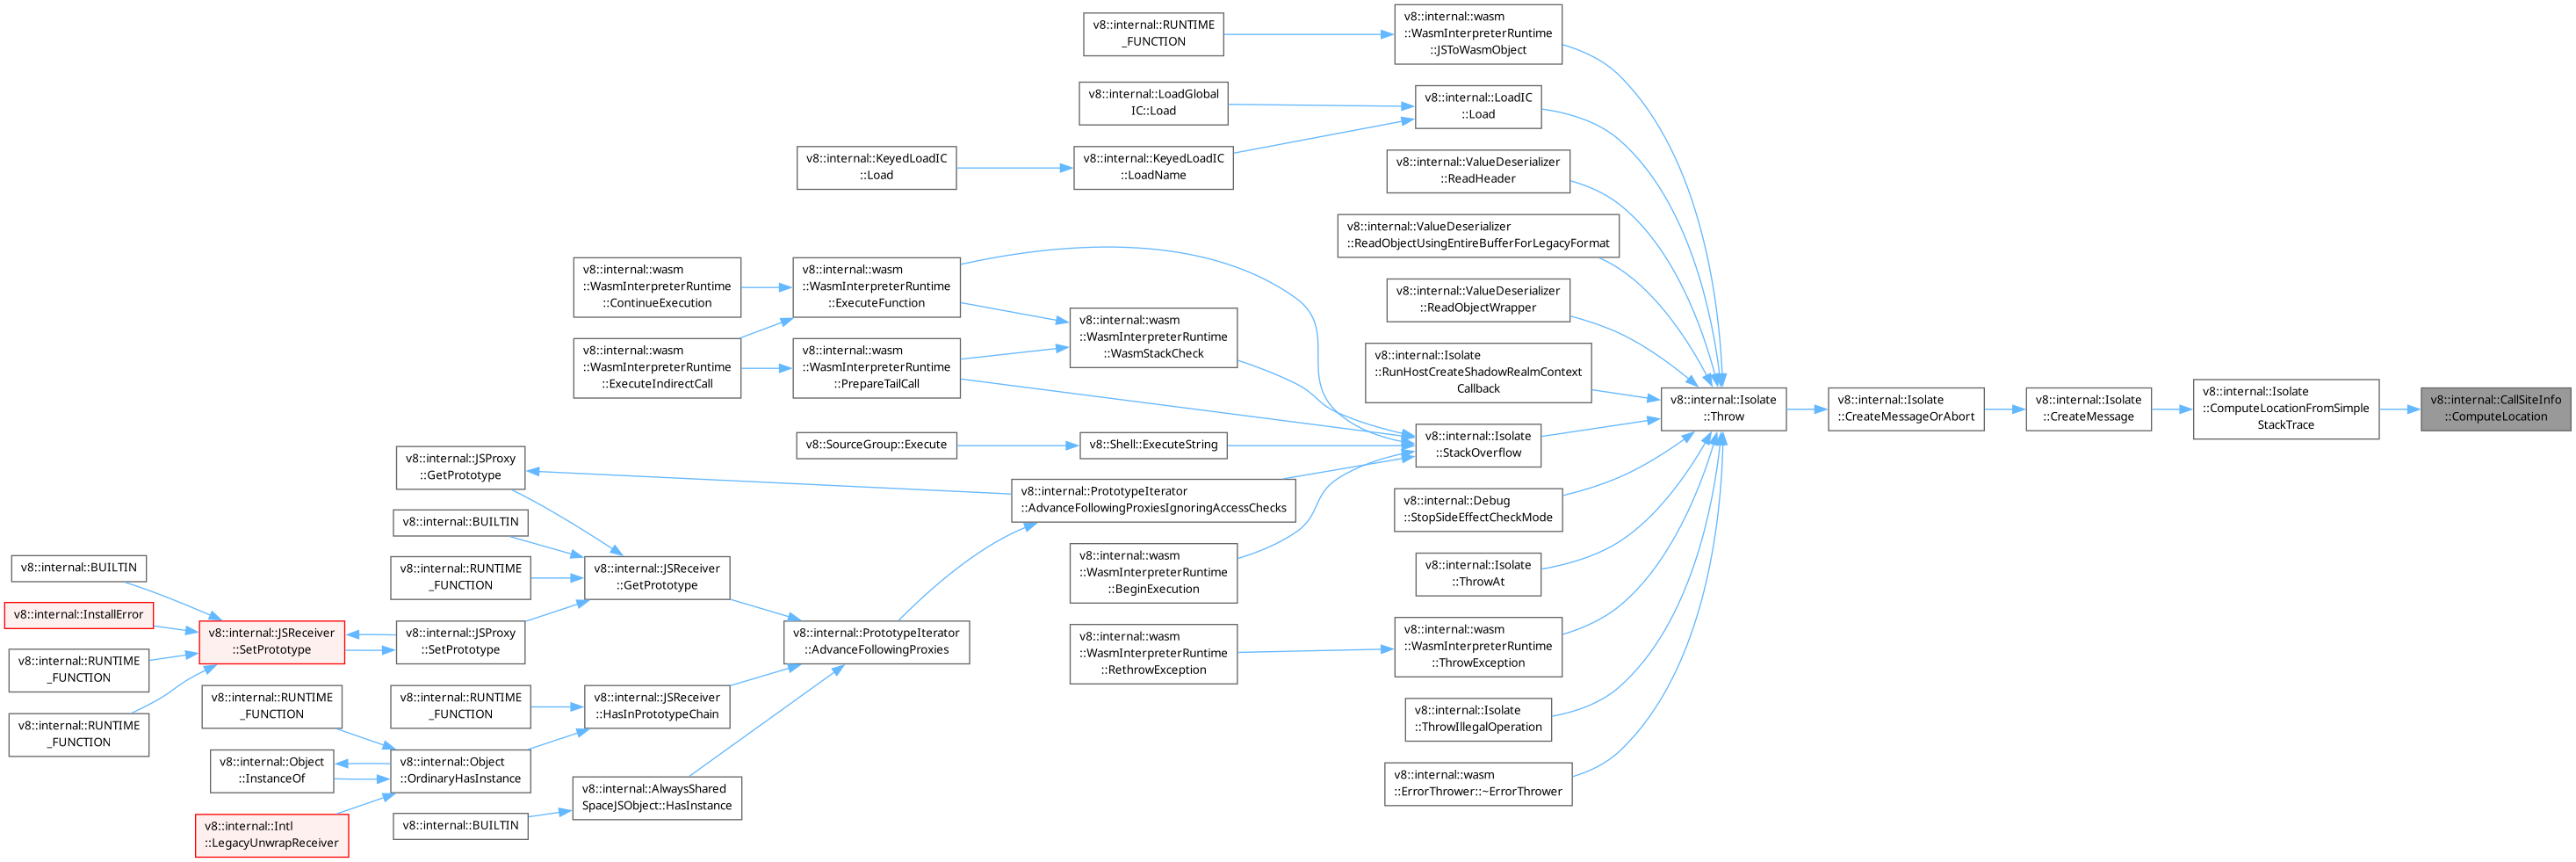 v8::internal::RUNTIME
_FUNCTION
v8::internal::wasm
::WasmInterpreterRuntime
::JSToWasmObject
v8::internal::LoadGlobal
IC::Load
v8::internal::LoadIC
::Load
v8::internal::KeyedLoadIC
::Load
v8::internal::KeyedLoadIC
::LoadName
v8::internal::ValueDeserializer
::ReadHeader
v8::internal::ValueDeserializer
::ReadObjectUsingEntireBufferForLegacyFormat
v8::internal::wasm
::WasmInterpreterRuntime
::ContinueExecution
v8::internal::wasm
::WasmInterpreterRuntime
::ExecuteFunction
v8::internal::ValueDeserializer
::ReadObjectWrapper
v8::internal::wasm
::WasmInterpreterRuntime
::WasmStackCheck
v8::internal::wasm
::WasmInterpreterRuntime
::ExecuteIndirectCall
v8::internal::wasm
::WasmInterpreterRuntime
::PrepareTailCall
v8::internal::Isolate
::RunHostCreateShadowRealmContext
Callback
v8::internal::Isolate
::Throw
v8::internal::Isolate
::CreateMessageOrAbort
v8::internal::Isolate
::CreateMessage
v8::internal::Isolate
::ComputeLocationFromSimple
StackTrace
v8::internal::CallSiteInfo
::ComputeLocation
v8::SourceGroup::Execute
v8::Shell::ExecuteString
v8::internal::Isolate
::StackOverflow
v8::internal::JSProxy
::GetPrototype
v8::internal::PrototypeIterator
::AdvanceFollowingProxiesIgnoringAccessChecks
v8::internal::Debug
::StopSideEffectCheckMode
v8::internal::BUILTIN
v8::internal::RUNTIME
_FUNCTION
v8::internal::JSReceiver
::GetPrototype
v8::internal::wasm
::WasmInterpreterRuntime
::BeginExecution
v8::internal::Isolate
::ThrowAt
v8::internal::BUILTIN
v8::internal::InstallError
v8::internal::JSReceiver
::SetPrototype
v8::internal::JSProxy
::SetPrototype
v8::internal::PrototypeIterator
::AdvanceFollowingProxies
v8::internal::wasm
::WasmInterpreterRuntime
::RethrowException
v8::internal::wasm
::WasmInterpreterRuntime
::ThrowException
v8::internal::RUNTIME
_FUNCTION
v8::internal::RUNTIME
_FUNCTION
v8::internal::RUNTIME
_FUNCTION
v8::internal::RUNTIME
_FUNCTION
v8::internal::JSReceiver
::HasInPrototypeChain
v8::internal::Isolate
::ThrowIllegalOperation
v8::internal::Object
::InstanceOf
v8::internal::Object
::OrdinaryHasInstance
v8::internal::AlwaysShared
SpaceJSObject::HasInstance
v8::internal::wasm
::ErrorThrower::~ErrorThrower
v8::internal::Intl
::LegacyUnwrapReceiver
v8::internal::BUILTIN